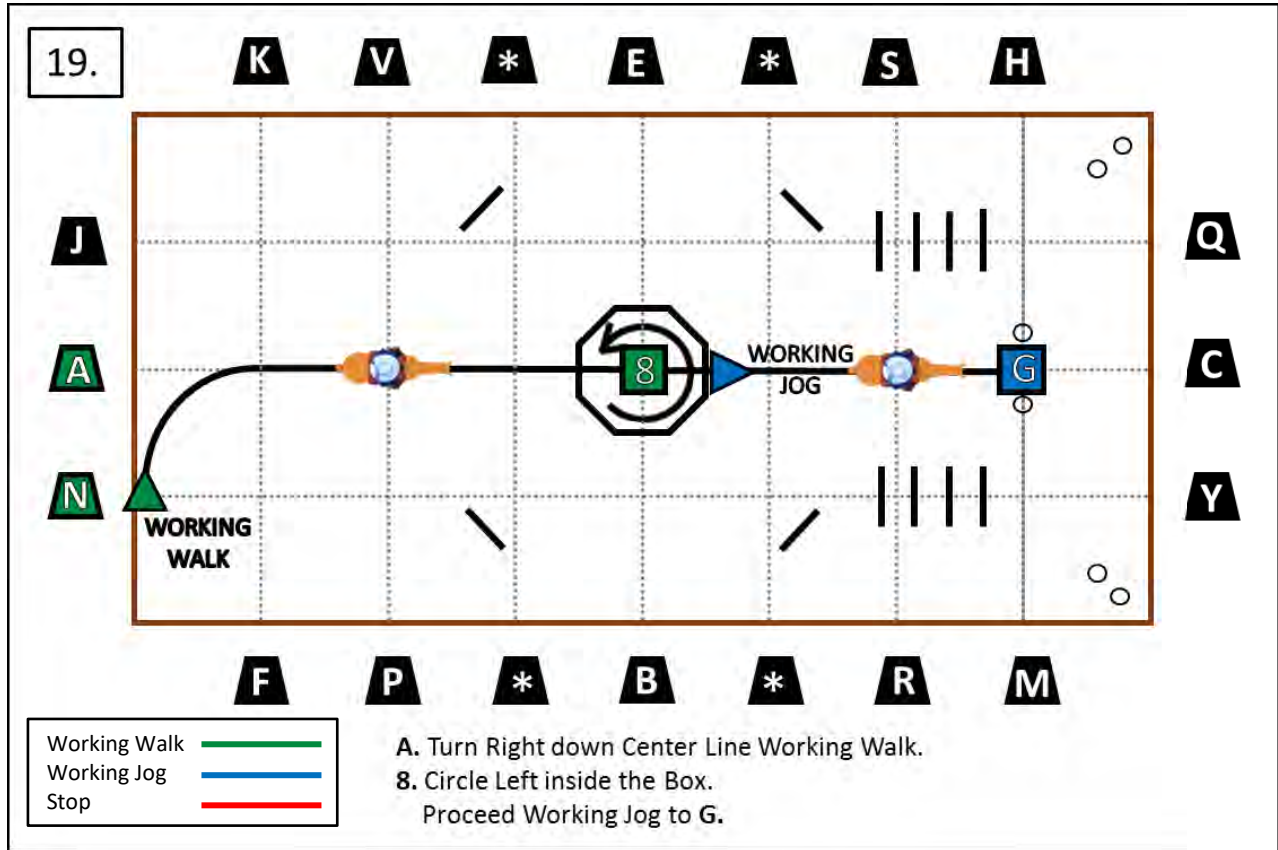 19.
K V * E * S H
J Q
A 8 G C
WORKING
JOG
N Y
WORKING
WALK
F P * B * R M
Working Walk
Working Jog
Stop
A. Turn Right down Center Line Working Walk.
8. Circle Left inside the Box.
Proceed Working Jog to G.